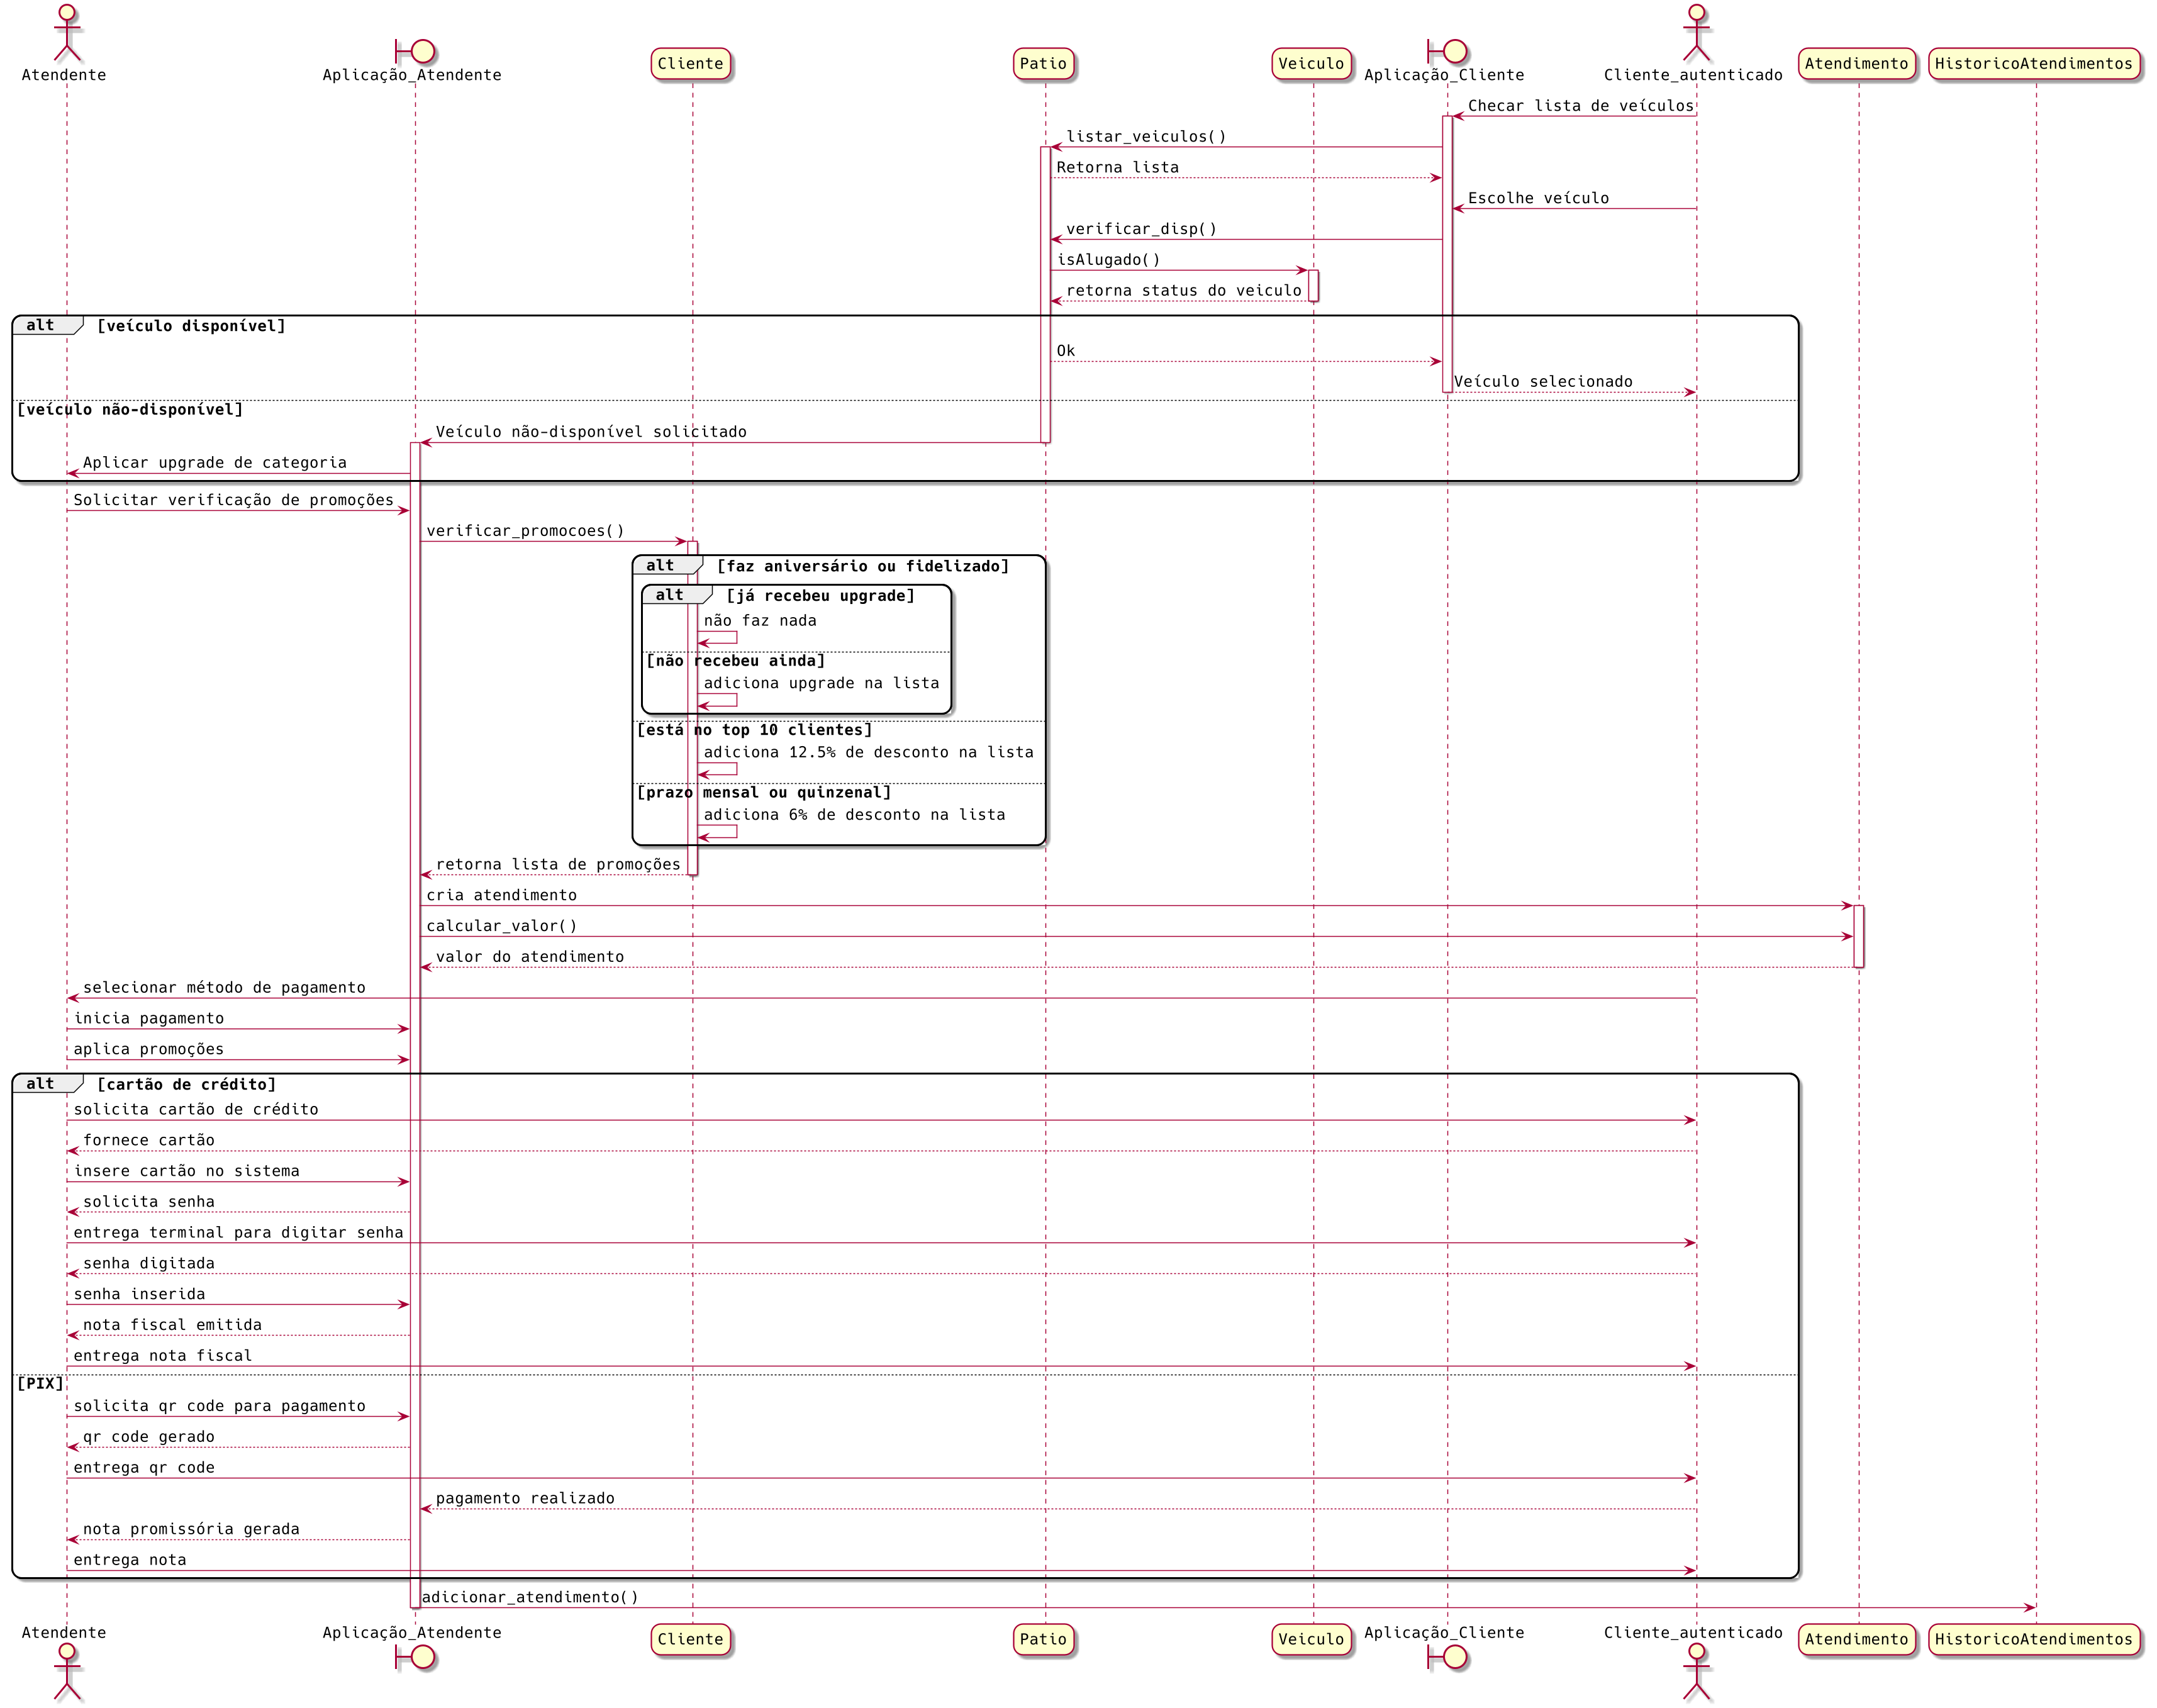 Atendente
Aplicação_Atendente
Cliente
Patio
Veiculo
Aplicação_Cliente
Cliente_autenticado
Atendimento
HistoricoAtendimentos
Checar lista de veículos
listar_veiculos()
Retorna lista
Escolhe veículo
verificar_disp()
isAlugado()
retorna status do veiculo
alt [veículo disponível]
Ok
Veículo selecionado
[veículo não-disponível]
Veículo não-disponível solicitado
Aplicar upgrade de categoria
Solicitar verificação de promoções
verificar_promocoes()
alt [faz aniversário ou fidelizado]
alt [já recebeu upgrade]
não faz nada
[não recebeu ainda]
adiciona upgrade na lista
[está no top 10 clientes]
adiciona 12.5% de desconto na lista
[prazo mensal ou quinzenal]
adiciona 6% de desconto na lista
retorna lista de promoções
cria atendimento
calcular_valor()
valor do atendimento
selecionar método de pagamento
inicia pagamento
aplica promoções
alt [cartão de crédito]
solicita cartão de crédito
fornece cartão
insere cartão no sistema
solicita senha
entrega terminal para digitar senha
senha digitada
senha inserida
nota fiscal emitida
entrega nota fiscal
[PIX]
solicita qr code para pagamento
qr code gerado
entrega qr code
pagamento realizado
nota promissória gerada
entrega nota
adicionar_atendimento()
Atendente
Aplicação_Atendente
Cliente
Patio
Veiculo
Aplicação_Cliente
Cliente_autenticado
Atendimento
HistoricoAtendimentos